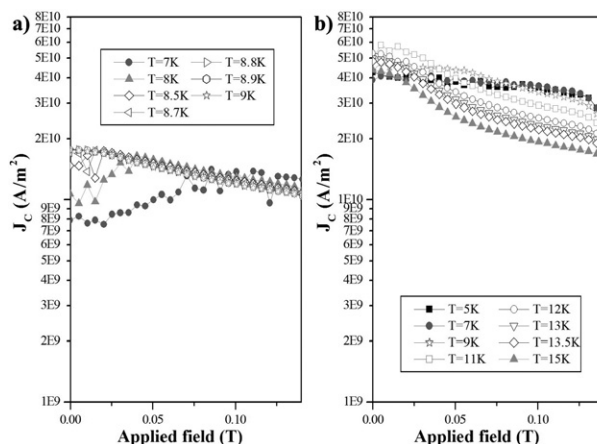 a)
8E10
7E10
6E10
5E10
4E10
3E10
2E10
1E10
9E9
8E9
7E9
6E9
5E9
4E9
3E9
2E9
1E9
J_C (A/m²)
T=7K
T=8K
T=8.5K
T=8.7K
T=8.8K
T=8.9K
T=9K
0.00 0.05 0.10
Applied field (T)
b)
8E10
7E10
6E10
5E10
4E10
3E10
2E10
1E10
9E9
8E9
7E9
6E9
5E9
4E9
3E9
2E9
1E9
J_C (A/m²)
T=5K
T=7K
T=9K
T=11K
T=12K
T=13K
T=13.5K
T=15K
0.00 0.05 0.10
Applied field (T)